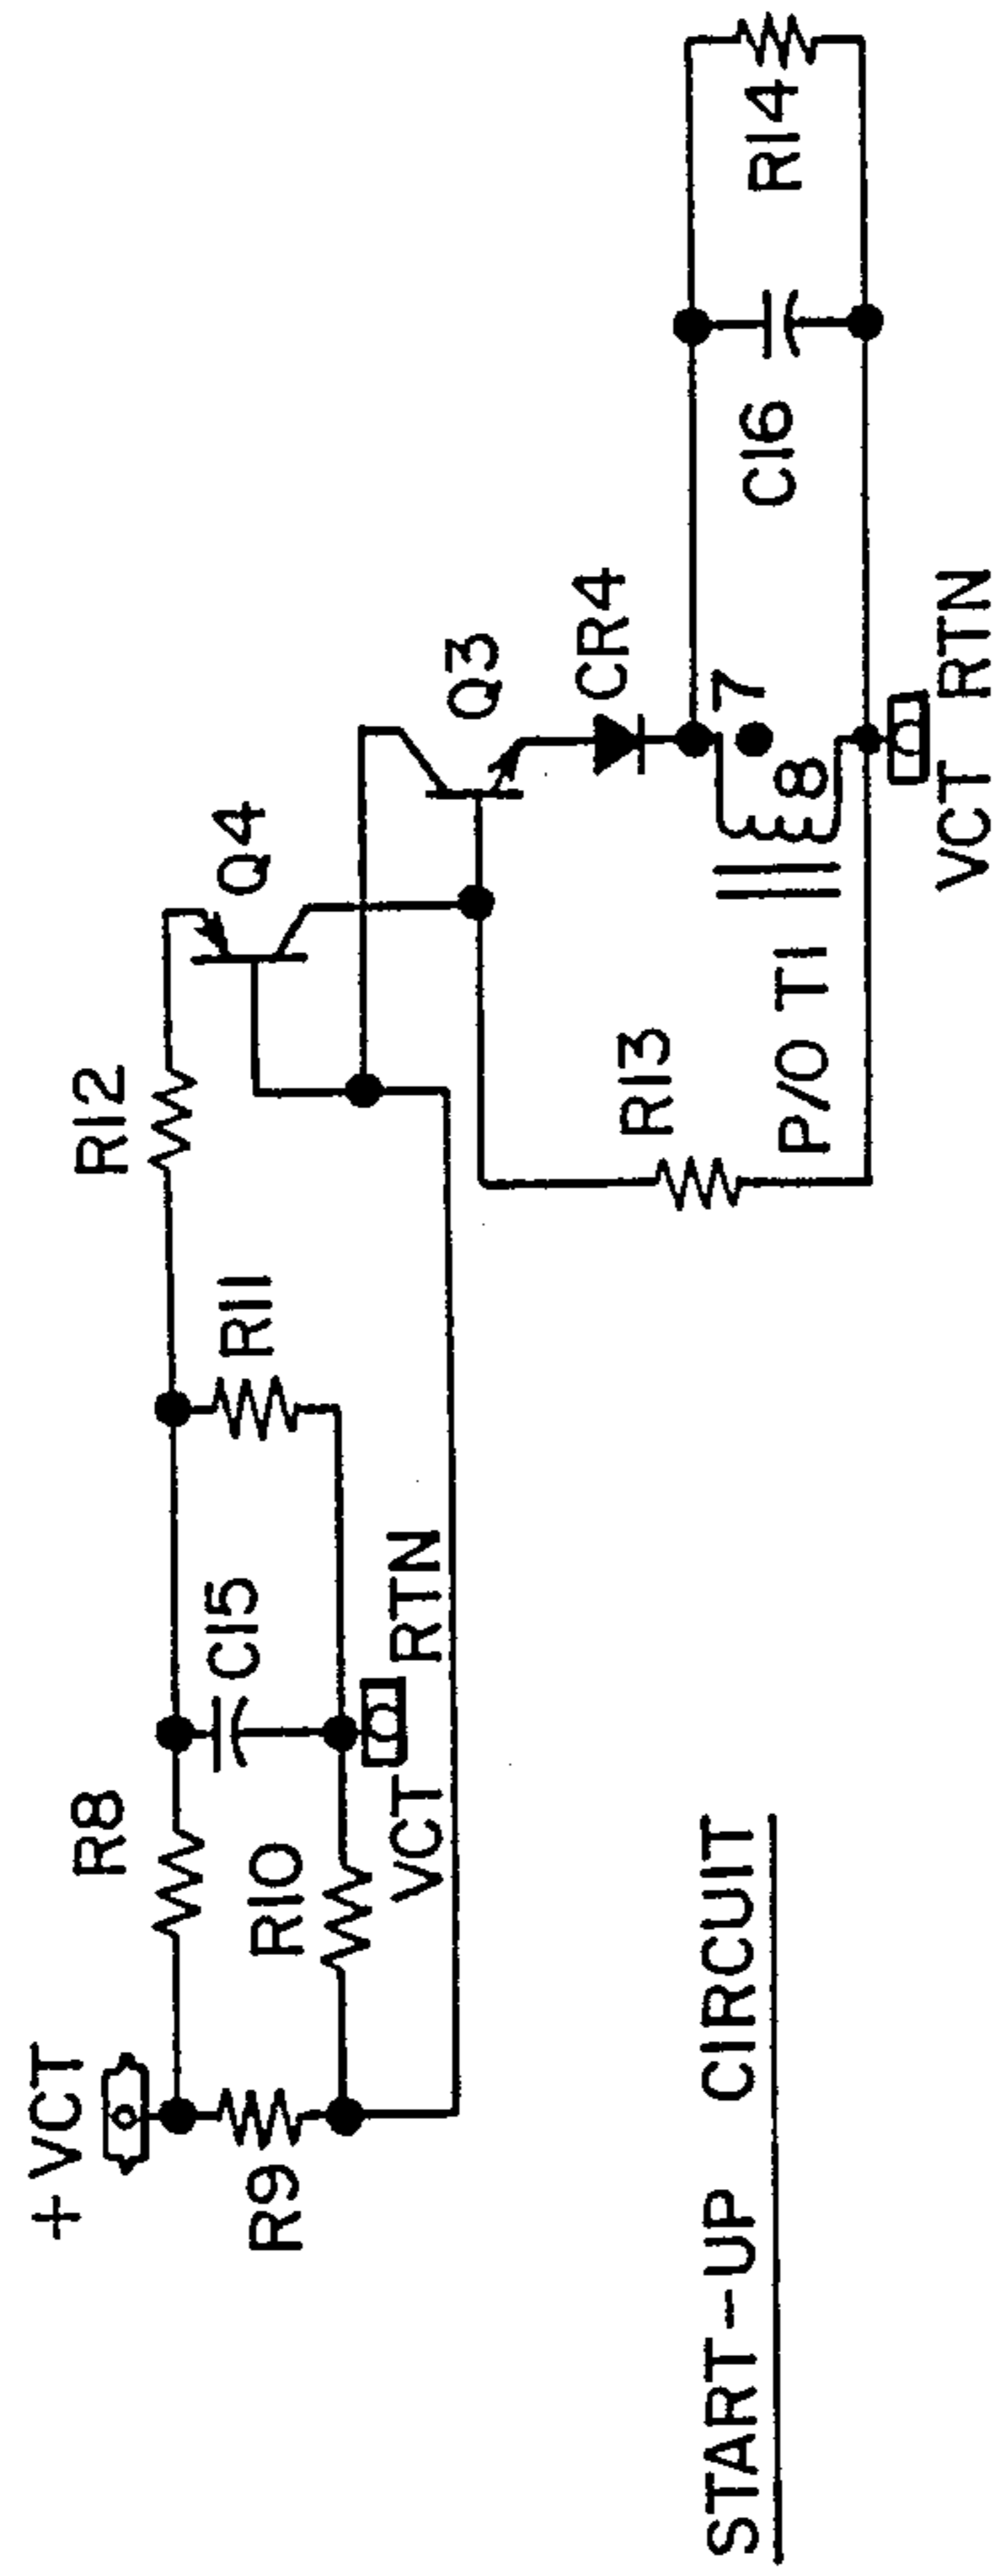 + VCT
R8
R12
Q4
R9
R10
C15
R11
VCT RTN
Q3
R13
CR4
7
8
P/O T1
C16
R14
VCT RTN
START-UP CIRCUIT